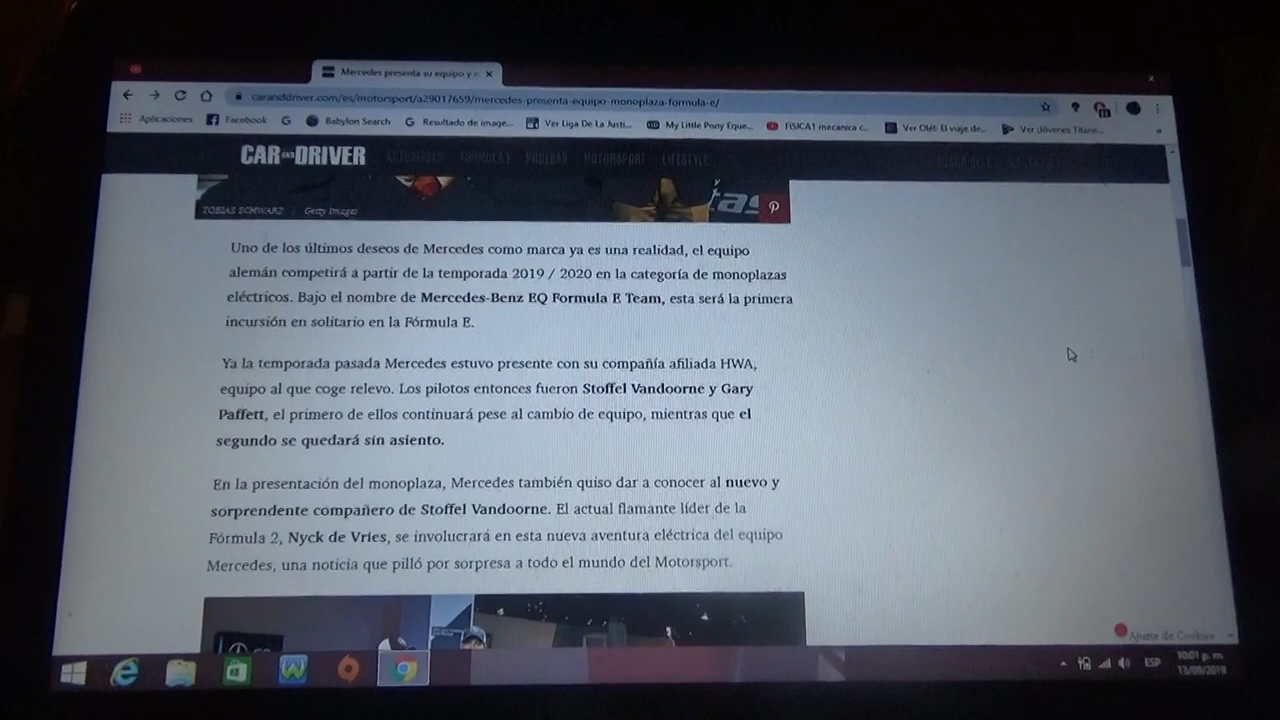 Mercedes presenta su equipo y
caranddriver.com/es/motorsport/a29017659/mercedes-presenta-equipo-monoplaza-formula-e/
Aplicaciones Facebook Babylon Search Resultado de image... Ver Liga De La Justi... My Little Pony Eque... FISICA1 mecanica c... Ver Olé: El viaje de... Ver Jóvenes Titane...
CAR AND DRIVER ACTUALIDAD FORMULA 1 PRUEBAS MOTORSPORT LIFESTYLE
tas
TOBIAS SCHWARZ Getty Images
Uno de los últimos deseos de Mercedes como marca ya es una realidad, el equipo
alemán competirá a partir de la temporada 2019 / 2020 en la categoría de monoplazas
eléctricos. Bajo el nombre de Mercedes-Benz EQ Formula E Team, esta será la primera
incursión en solitario en la Fórmula E.
Ya la temporada pasada Mercedes estuvo presente con su compañía afiliada HWA,
equipo al que coge relevo. Los pilotos entonces fueron Stoffel Vandoorne y Gary
Paffett, el primero de ellos continuará pese al cambio de equipo, mientras que el
segundo se quedará sin asiento.
En la presentación del monoplaza, Mercedes también quiso dar a conocer al nuevo y
sorprendente compañero de Stoffel Vandoorne. El actual flamante líder de la
Fórmula 2, Nyck de Vries, se involucrará en esta nueva aventura eléctrica del equipo
Mercedes, una noticia que pilló por sorpresa a todo el mundo del Motorsport.
Ajuste de Cookies
ESP
10:01 p. m.
13/09/2019